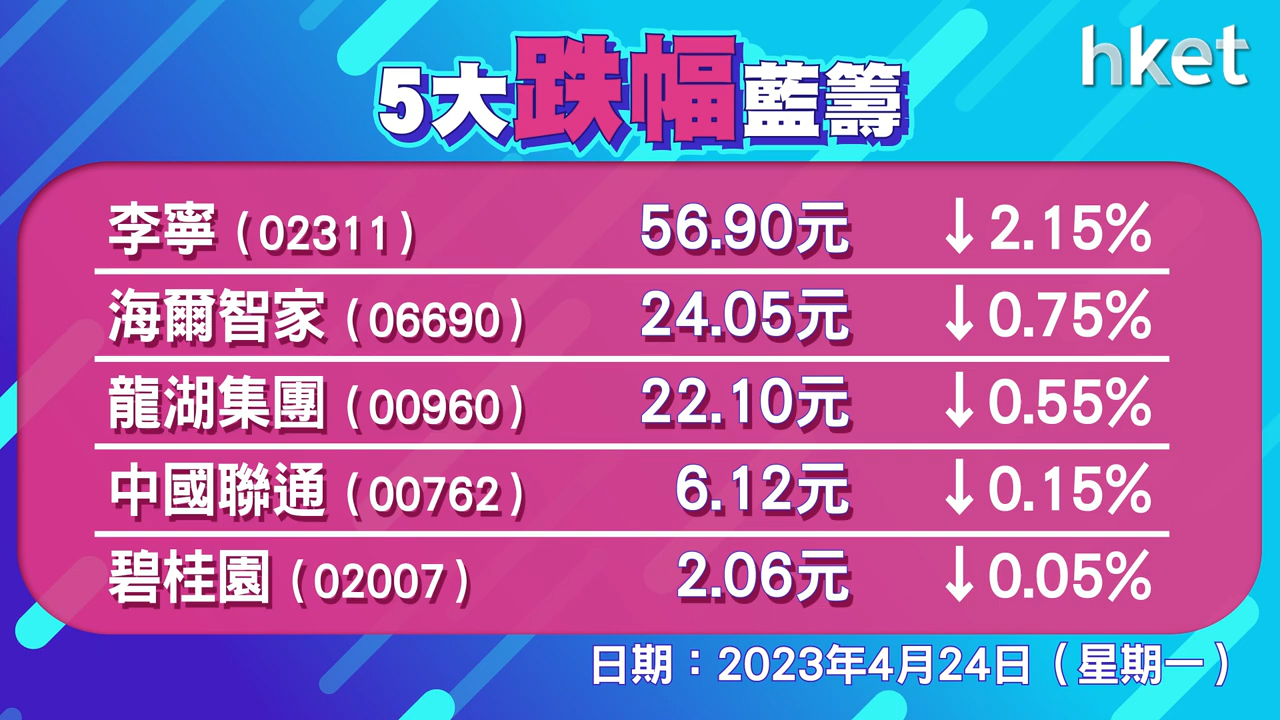 hket
5大跌幅藍籌
李寧（02311） 56.90元 ↓2.15%
海爾智家（06690） 24.05元 ↓0.75%
龍湖集團（00960） 22.10元 ↓0.55%
中國聯通（00762） 6.12元 ↓0.15%
碧桂園（02007） 2.06元 ↓0.05%
日期：2023年4月24日（星期一）